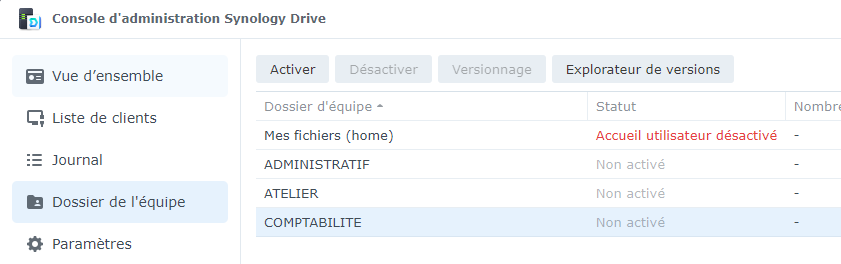 Console d'administration Synology Drive
Vue d’ensemble
Liste de clients
Journal
Dossier de l'équipe
Paramètres
Activer Désactiver Versionnage Explorateur de versions
Dossier d'équipe Statut Nombre
Mes fichiers (home) Accueil utilisateur désactivé -
ADMINISTRATIF Non activé -
ATELIER Non activé -
COMPTABILITE Non activé -